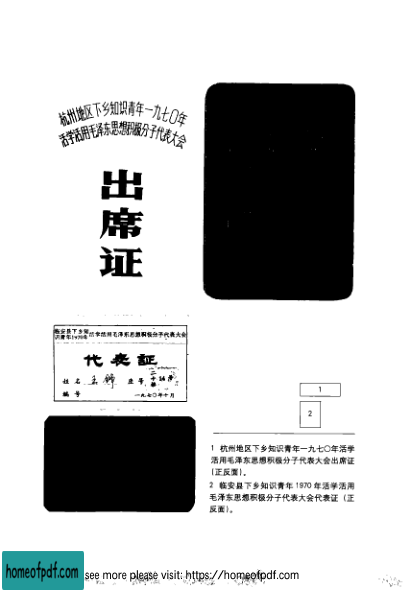 杭州地区下乡知识青年一九七〇年
活学活用毛泽东思想积极分子代表大会
出席证
临安县下乡知识青年1970年活学活用毛泽东思想积极分子代表大会
代表証
姓名
座号
编号
一九七〇年十月
1
2
1 杭州地区下乡知识青年一九七〇年活学
活用毛泽东思想积极分子代表大会出席证
(正反面)。
2 临安县下乡知识青年 1970 年活学活用
毛泽东思想积极分子代表大会代表证(正
反面)。
homeofpdf.com
see more please visit: https://homeofpdf.com